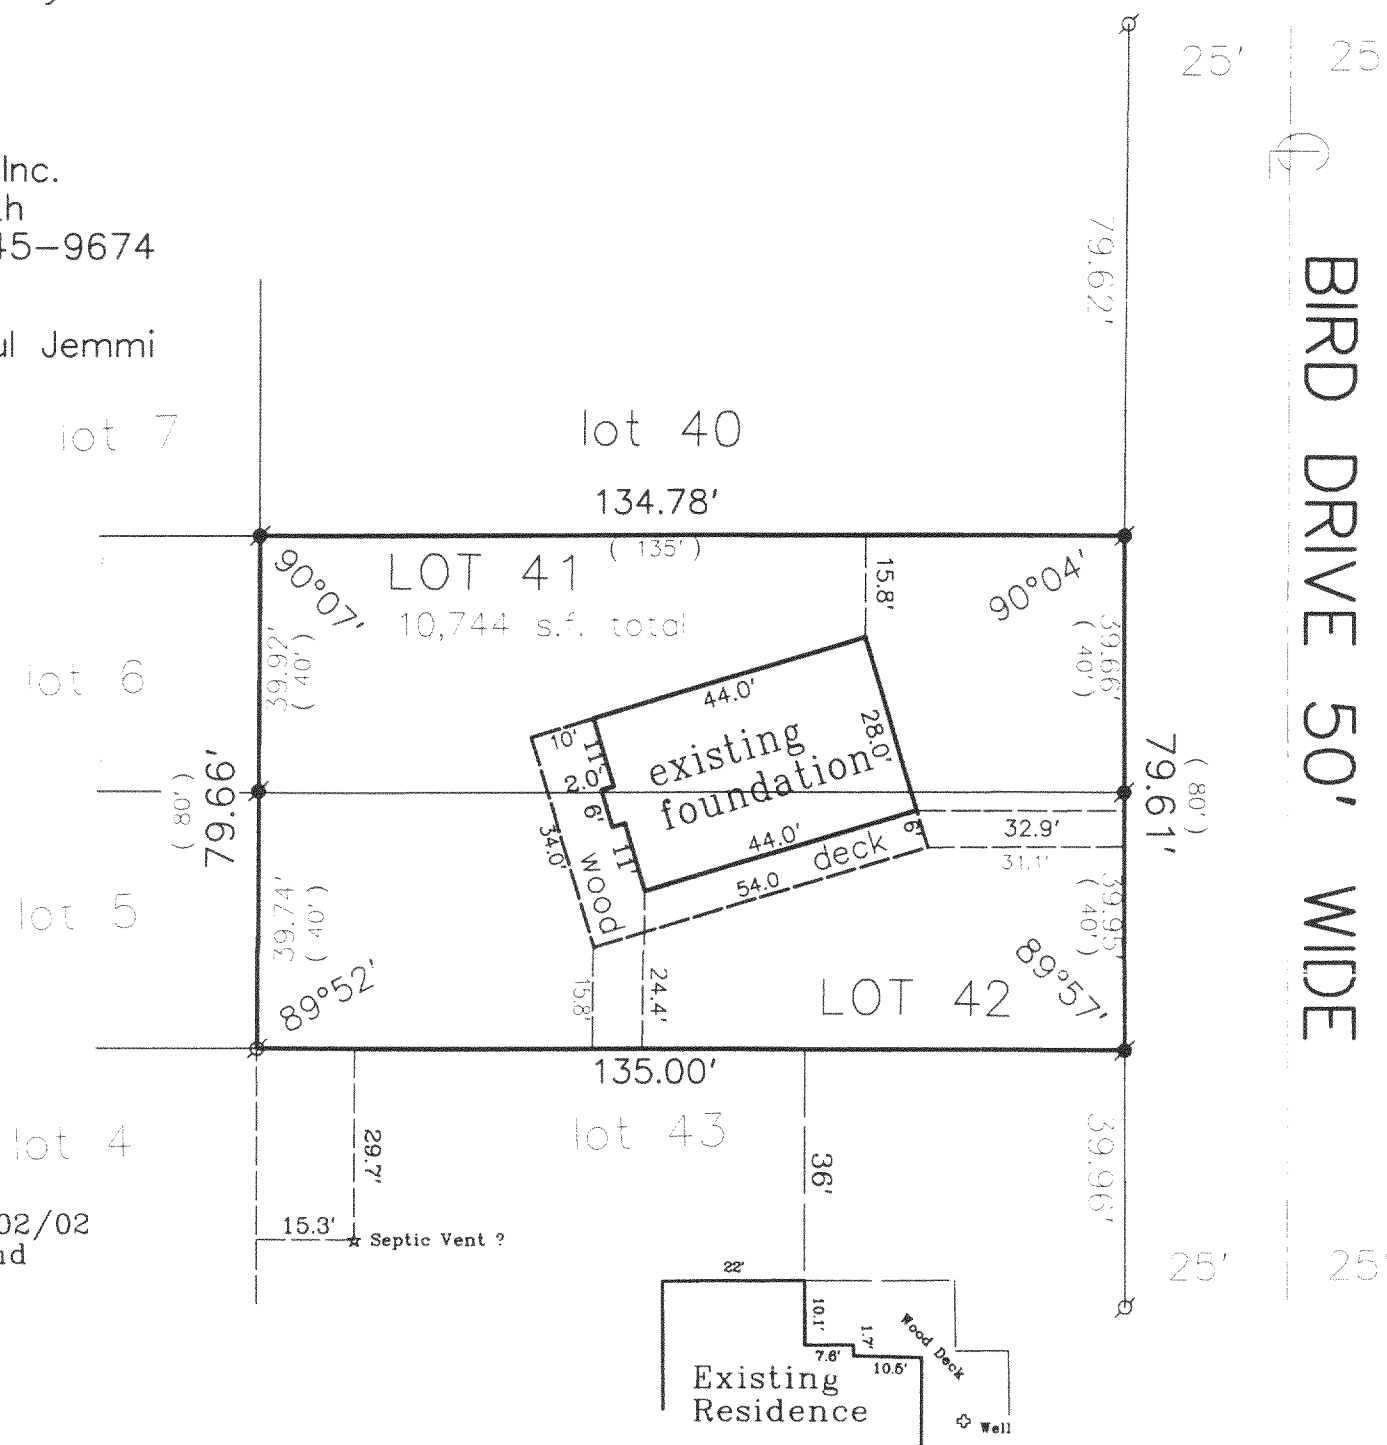 25'
25
Inc.
45-9674
79.62'
BIRD DRIVE 50' WIDE
Jemmi
lot 7
lot 40
134.78'
( 135')
LOT 41
10,744 s.f. total
90°07'
90°04'
15.8'
39.92'
( 40')
39.66'
( 40')
lot 6
44.0'
28.0'
10'
11'
2.0'
6'
11'
34.0'
existing
foundation
79.66'
( 80')
79.61'
( 80')
44.0'
6'
32.9'
31.1'
wood
deck
54.0
lot 5
39.74'
( 40')
39.95'
( 40')
89°52'
89°57'
15.8'
24.4'
LOT 42
135.00'
lot 43
lot 4
29.7'
36'
39.96'
02/02
15.3'
Septic Vent ?
25'
25'
22'
10.1'
7.6'
1.7'
10.5'
Wood Deck
Existing
Residence
Well